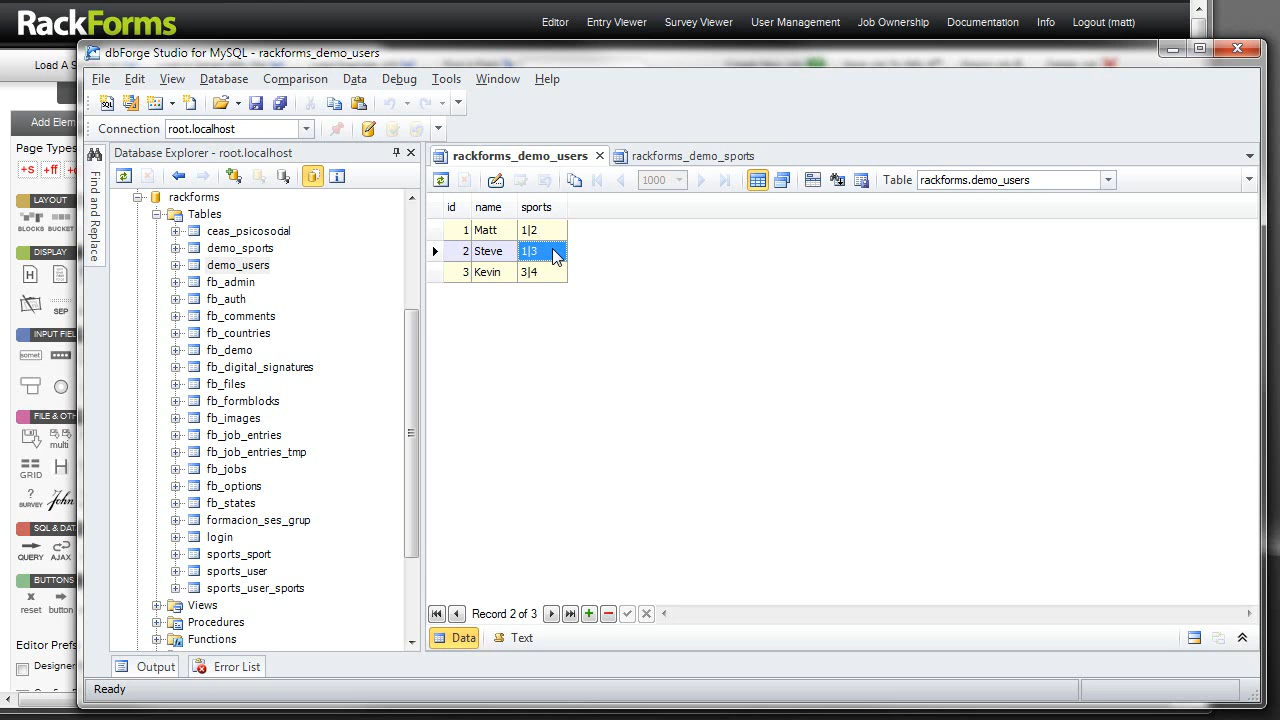 RackForms
Editor Entry Viewer Survey Viewer User Management Job Ownership Documentation Info Logout (matt)
Load A S
dbForge Studio for MySQL - rackforms_demo_users
File Edit View Database Comparison Data Debug Tools Window Help
Connection root.localhost
Add Elem
Page Types
+S +ff
LAYOUT
BLOCKS BUCKET
DISPLAY
H S
SEP
INPUT FIEL
somet
FILE & OTH
multi
GRID H
? SURVEY John
SQL & DATA
QUERY AJAX
BUTTONS
reset button
Editor Prefs
Designer
Find and Replace
Database Explorer - root.localhost
rackforms
Tables
ceas_psicosocial
demo_sports
demo_users
fb_admin
fb_auth
fb_comments
fb_countries
fb_demo
fb_digital_signatures
fb_files
fb_formblocks
fb_images
fb_job_entries
fb_job_entries_tmp
fb_jobs
fb_options
fb_states
formacion_ses_grup
login
sports_sport
sports_user
sports_user_sports
Views
Procedures
Functions
rackforms_demo_users rackforms_demo_sports
1000 Table rackforms.demo_users
id name sports
1 Matt 1|2
2 Steve 1|3
3 Kevin 3|4
Record 2 of 3
Data Text
Output Error List
Ready